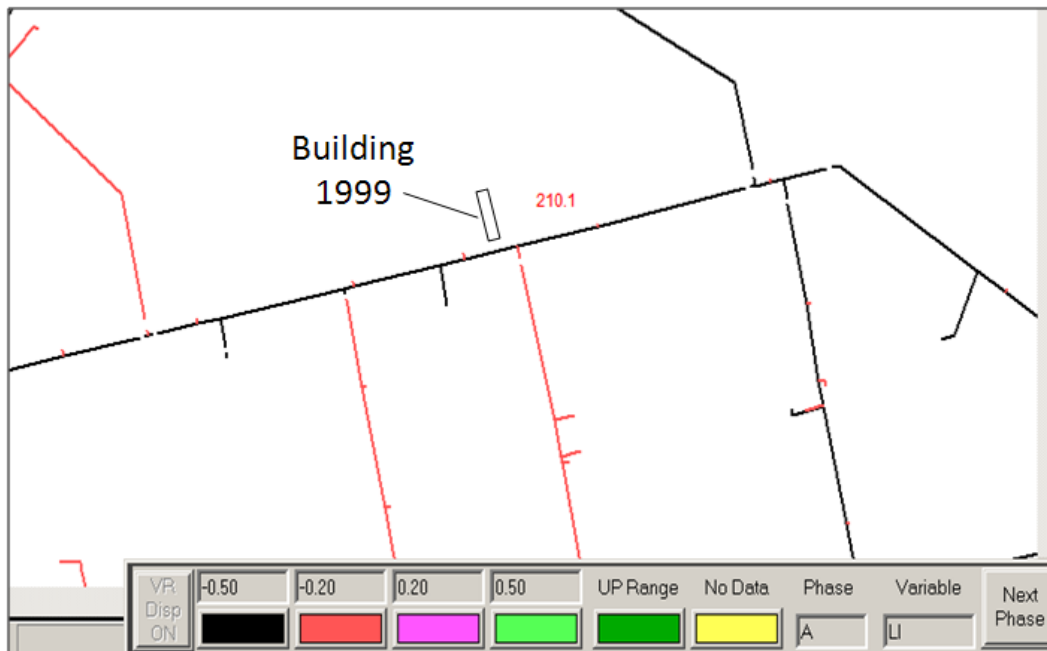 Building
1999
210.1
VR
Disp
ON
-0.50
-0.20
0.20
0.50
UP Range
No Data
Phase
A
Variable
LI
Next
Phase